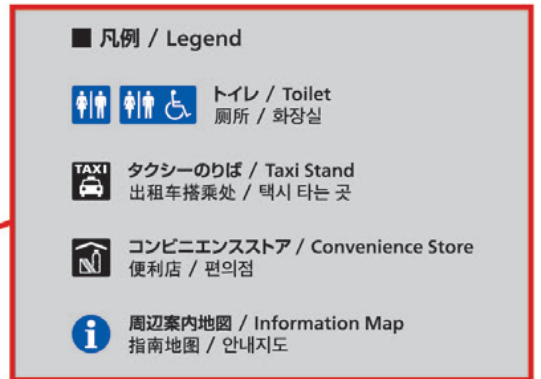 ■ 凡例 / Legend
トイレ / Toilet
厕所 / 화장실
TAXI
タクシーのりば / Taxi Stand
出租车搭乘处 / 택시 타는 곳
コンビニエンスストア / Convenience Store
便利店 / 편의점
i
周辺案内地図 / Information Map
指南地图 / 안내지도